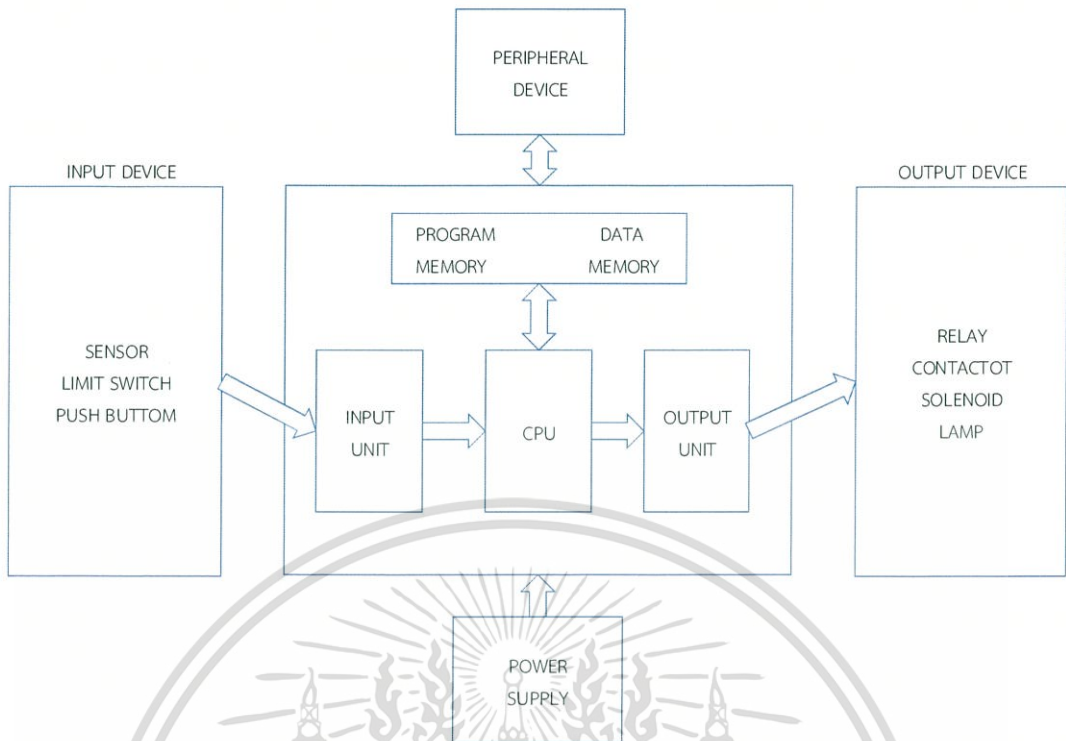 PERIPHERAL
DEVICE
INPUT DEVICE
OUTPUT DEVICE
PROGRAM
MEMORY
DATA
MEMORY
SENSOR
LIMIT SWITCH
PUSH BUTTOM
INPUT
UNIT
CPU
OUTPUT
UNIT
RELAY
CONTACTOT
SOLENOID
LAMP
POWER
SUPPLY